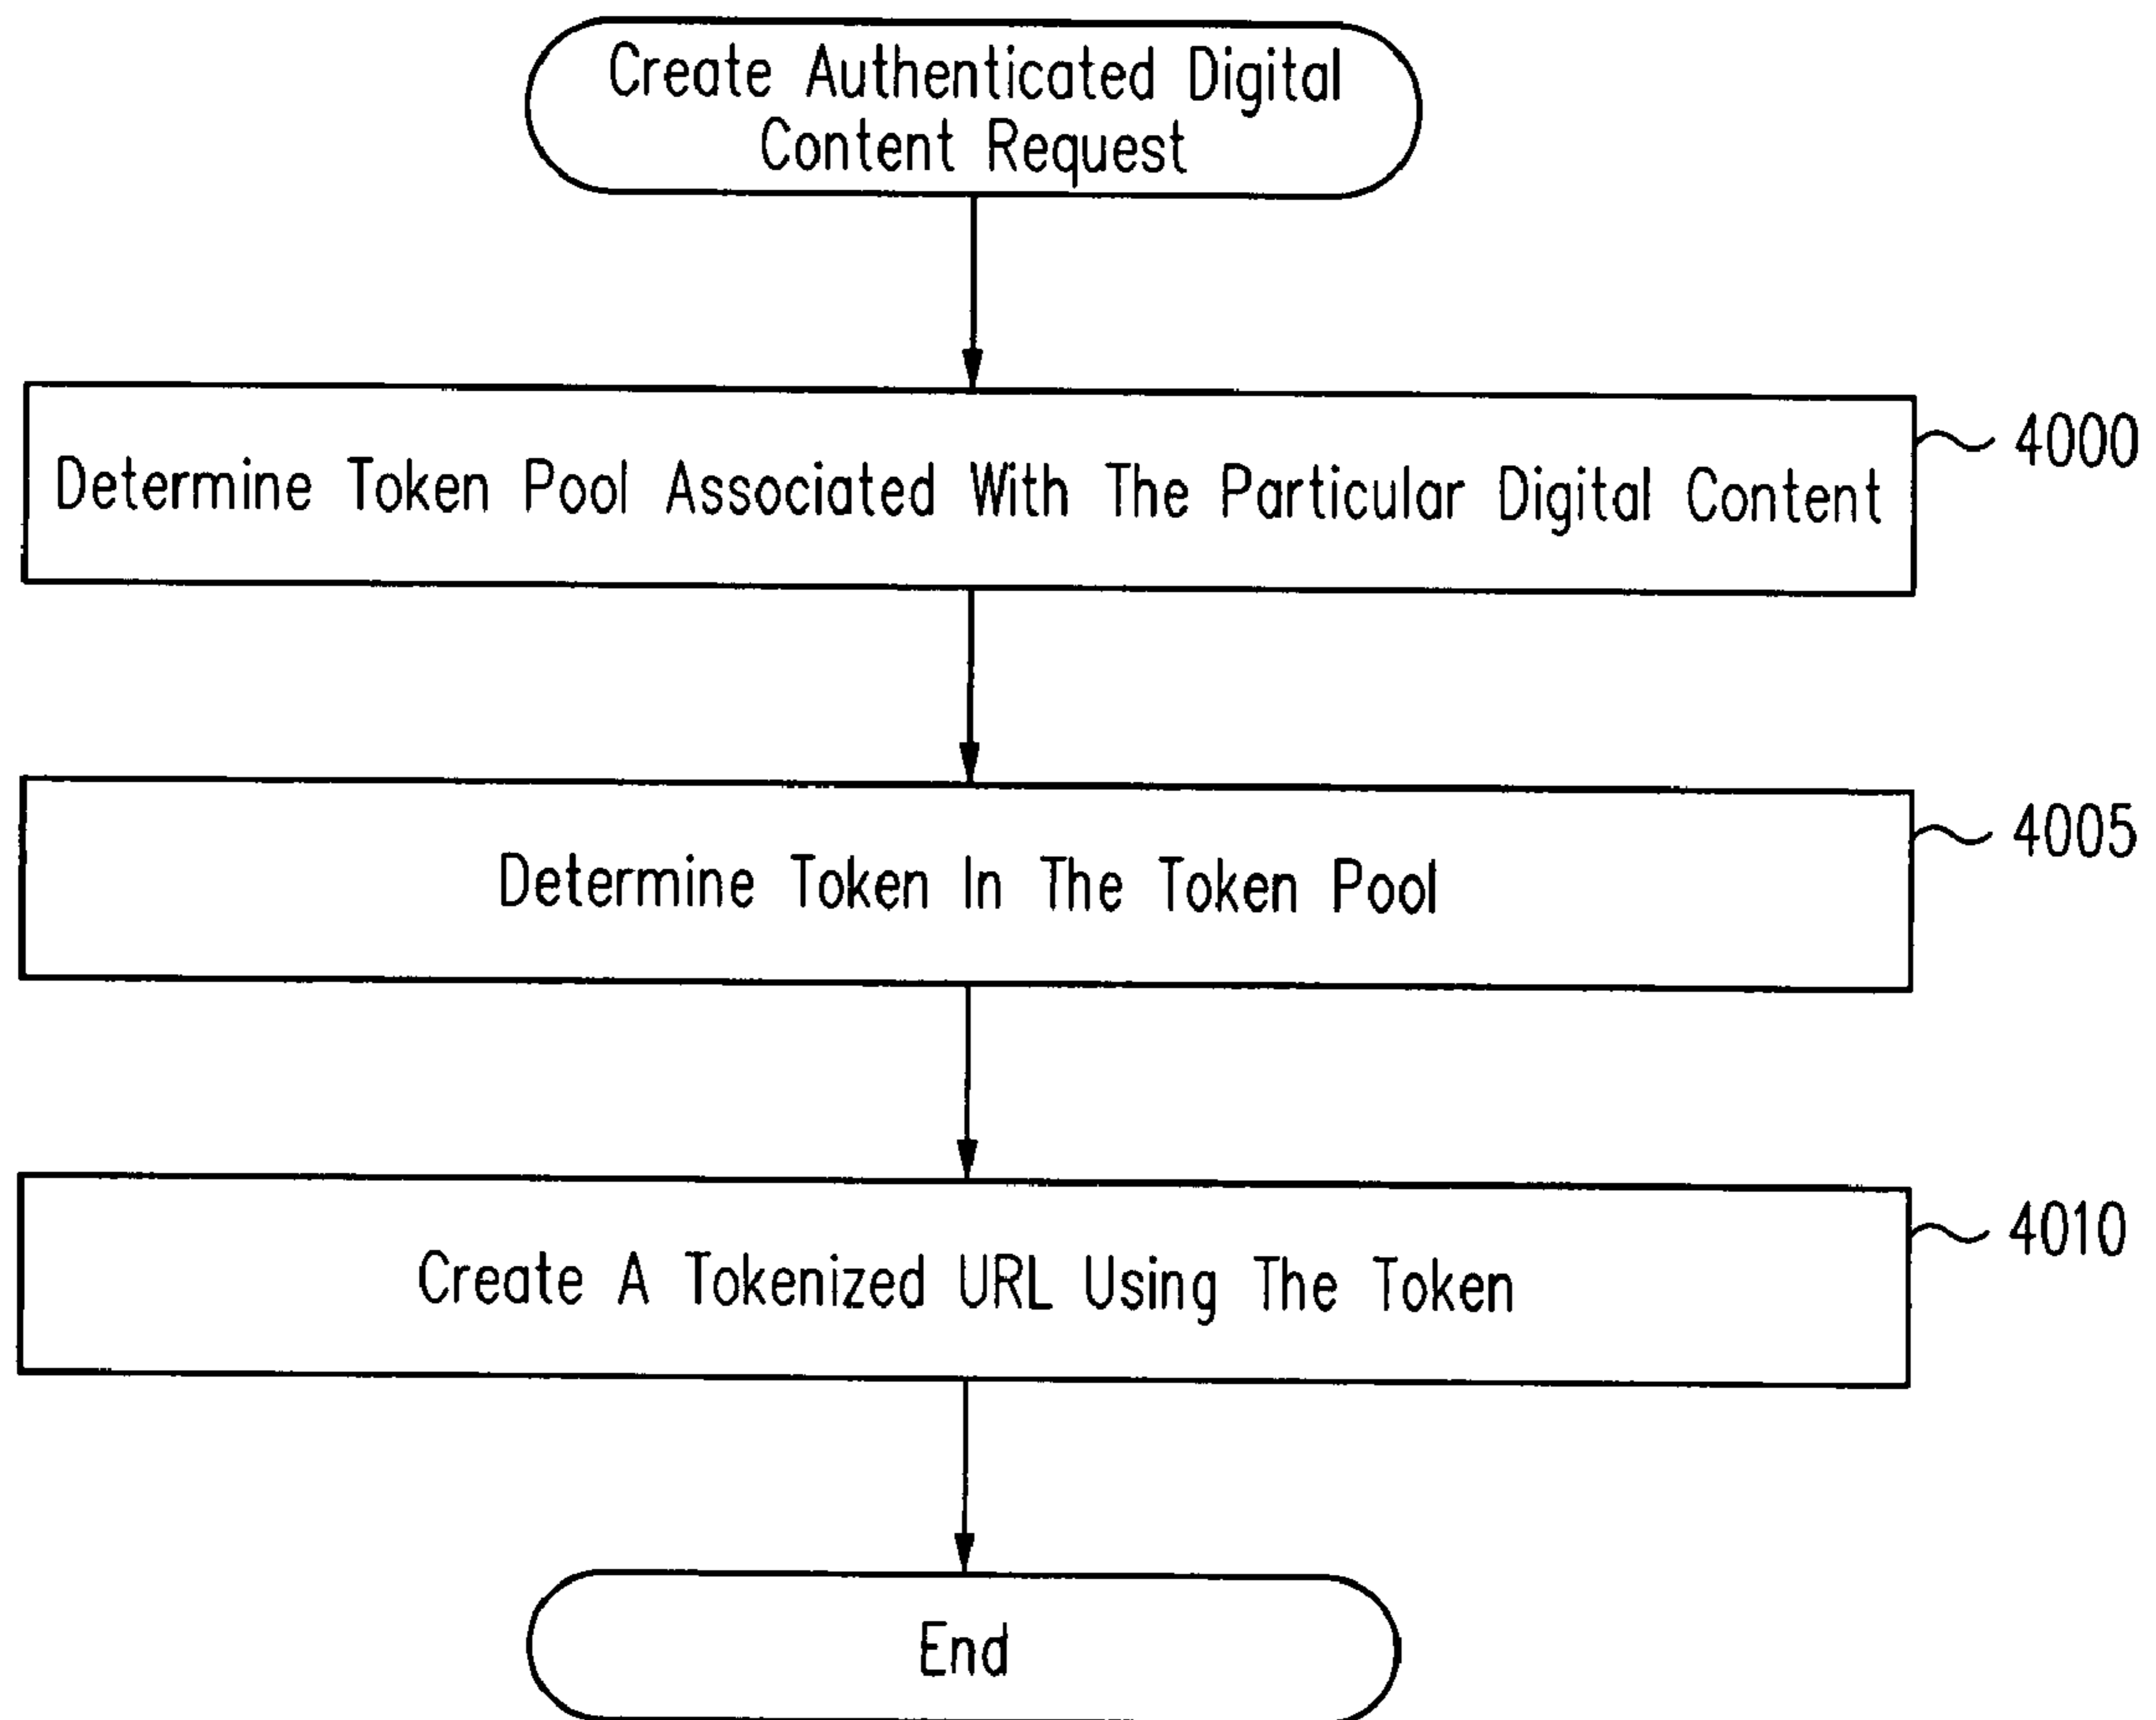 Create Authenticated Digital
Content Request
Determine Token Pool Associated With The Particular Digital Content
4000
Determine Token In The Token Pool
4005
Create A Tokenized URL Using The Token
4010
End